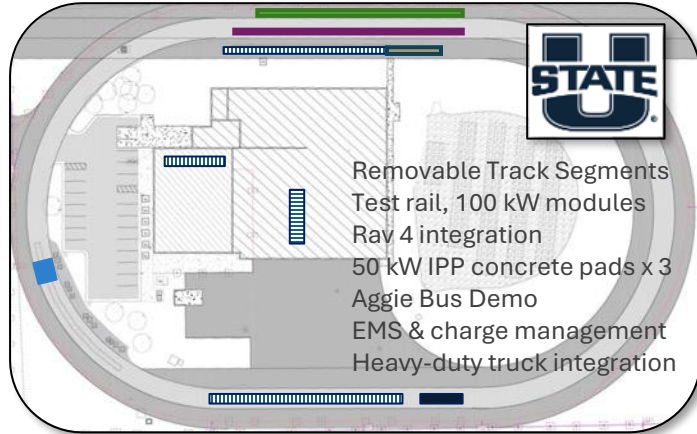 STATE
U
Removable Track Segments
Test rail, 100 kW modules
Rav 4 integration
50 kW IPP concrete pads x 3
Aggie Bus Demo
EMS & charge management
Heavy-duty truck integration